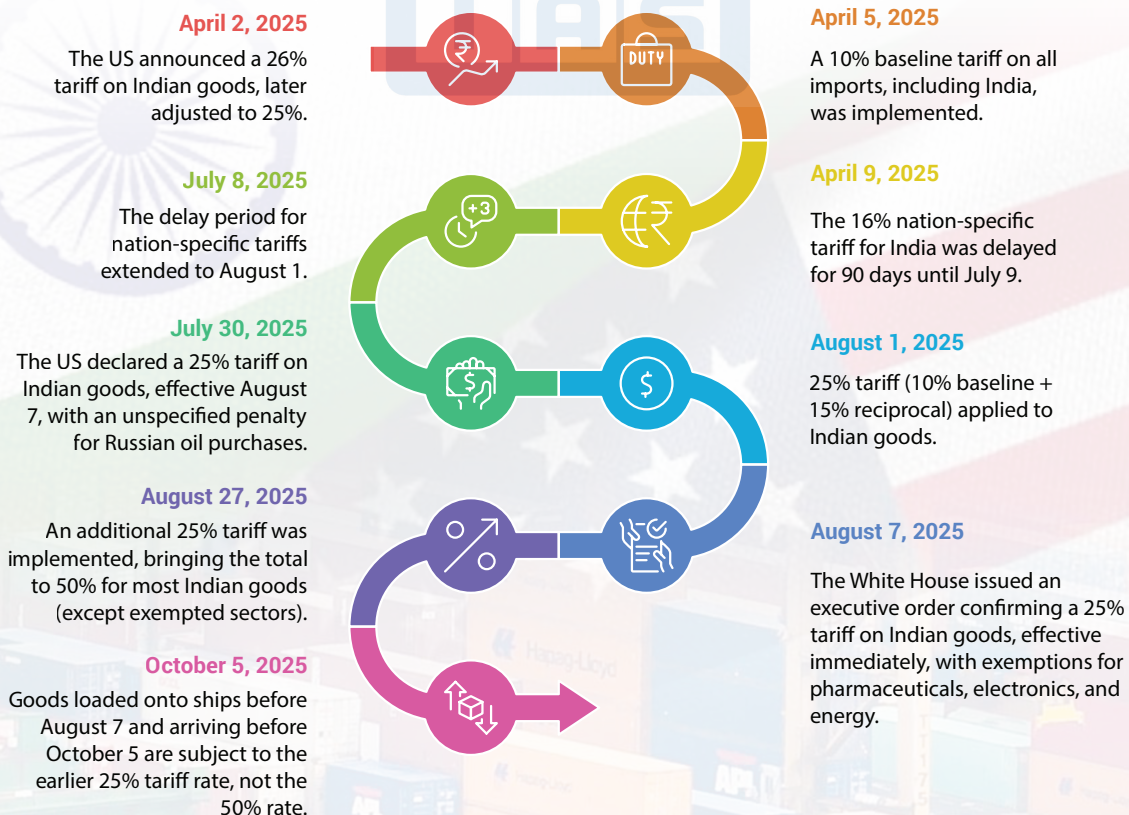 IAS
April 2, 2025
The US announced a 26%
tariff on Indian goods, later
adjusted to 25%.
₹
DUTY
April 5, 2025
A 10% baseline tariff on all
imports, including India,
was implemented.
April 9, 2025
The 16% nation-specific
tariff for India was delayed
for 90 days until July 9.
₹
+3
July 8, 2025
The delay period for
nation-specific tariffs
extended to August 1.
July 30, 2025
The US declared a 25% tariff on
Indian goods, effective August
7, with an unspecified penalty
for Russian oil purchases.
$
$
August 1, 2025
25% tariff (10% baseline +
15% reciprocal) applied to
Indian goods.
August 7, 2025
The White House issued an
executive order confirming a 25%
tariff on Indian goods, effective
immediately, with exemptions for
pharmaceuticals, electronics, and
energy.
August 27, 2025
An additional 25% tariff was
implemented, bringing the total
to 50% for most Indian goods
(except exempted sectors).
October 5, 2025
Goods loaded onto ships before
August 7 and arriving before
October 5 are subject to the
earlier 25% tariff rate, not the
50% rate.
Hapag-Lloyd